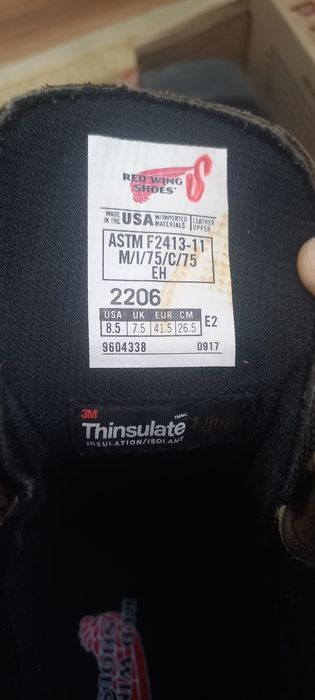 RED WING
SHOES
MADE IN THE USA W/IMPORTED MATERIALS LEATHER UPPER
ASTM F2413-11
M/I/75/C/75
EH
2206
USA UK EUR CM
8.5 7.5 41.5 26.5 E2
9604338 0917
3M
Thinsulate Ultra
INSULATION/ISOLANT
RED WING
SHOES